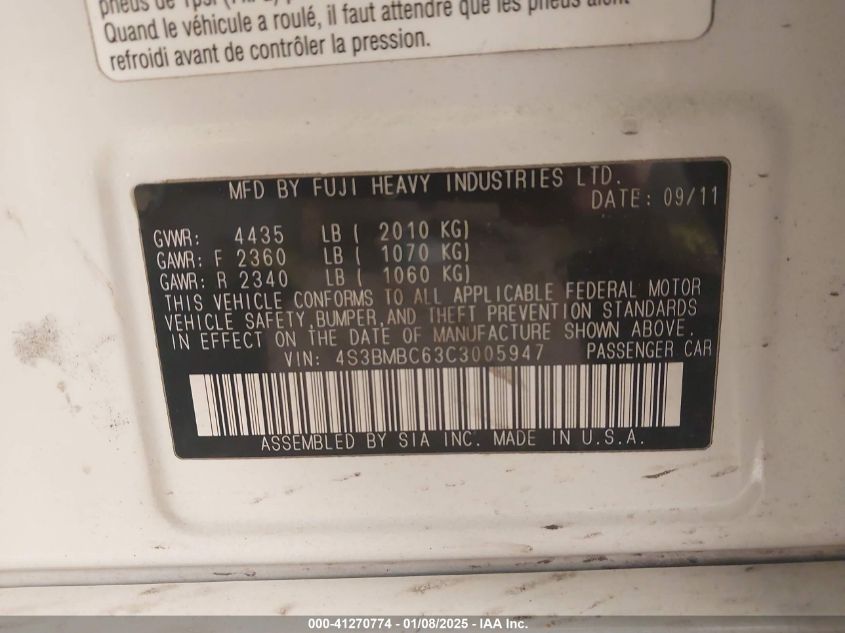 pneus de
Quand le véhicule a roulé, il faut attendre que les pneus aient
refroidi avant de contrôler la pression.
MFD BY FUJI HEAVY INDUSTRIES LTD.
DATE: 09/11
GVWR: 4435 LB ( 2010 KG)
GAWR: F 2360 LB ( 1070 KG)
GAWR: R 2340 LB ( 1060 KG)
THIS VEHICLE CONFORMS TO ALL APPLICABLE FEDERAL MOTOR
VEHICLE SAFETY,BUMPER,AND THEFT PREVENTION STANDARDS
IN EFFECT ON THE DATE OF MANUFACTURE SHOWN ABOVE.
VIN: 4S3BMBC63C3005947 PASSENGER CAR
ASSEMBLED BY SIA INC. MADE IN U.S.A.
000-41270774 - 01/08/2025 - IAA Inc.